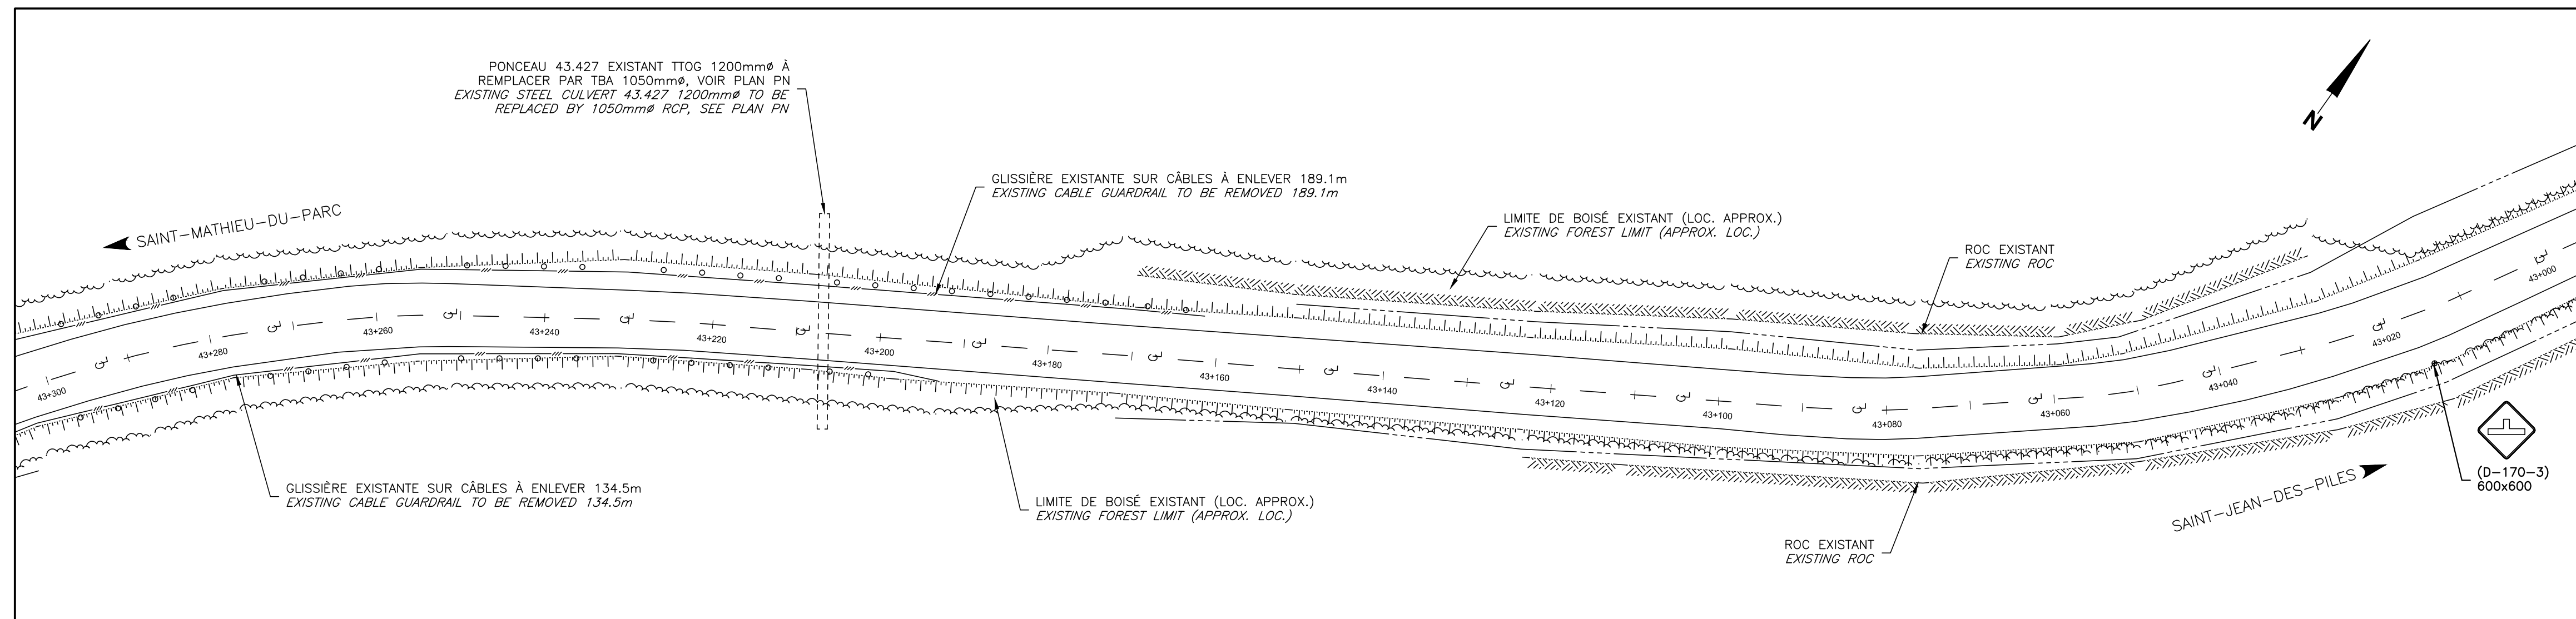 PONCEAU 43.427 EXISTANT TTOG 1200mmø À
REMPLACER PAR TBA 1050mmø, VOIR PLAN PN
EXISTING STEEL CULVERT 43.427 1200mmø TO BE
REPLACED BY 1050mmø RCP, SEE PLAN PN
N
GLISSIÈRE EXISTANTE SUR CÂBLES À ENLEVER 189.1m
EXISTING CABLE GUARDRAIL TO BE REMOVED 189.1m
SAINT-MATHIEU-DU-PARC
LIMITE DE BOISÉ EXISTANT (LOC. APPROX.)
EXISTING FOREST LIMIT (APPROX. LOC.)
ROC EXISTANT
EXISTING ROC
43+300
43+280
43+260
43+240
43+220
43+200
43+180
43+160
43+140
43+120
43+100
43+080
43+060
43+040
43+020
43+000
GLISSIÈRE EXISTANTE SUR CÂBLES À ENLEVER 134.5m
EXISTING CABLE GUARDRAIL TO BE REMOVED 134.5m
LIMITE DE BOISÉ EXISTANT (LOC. APPROX.)
EXISTING FOREST LIMIT (APPROX. LOC.)
ROC EXISTANT
EXISTING ROC
SAINT-JEAN-DES-PILES
(D-170-3)
600x600